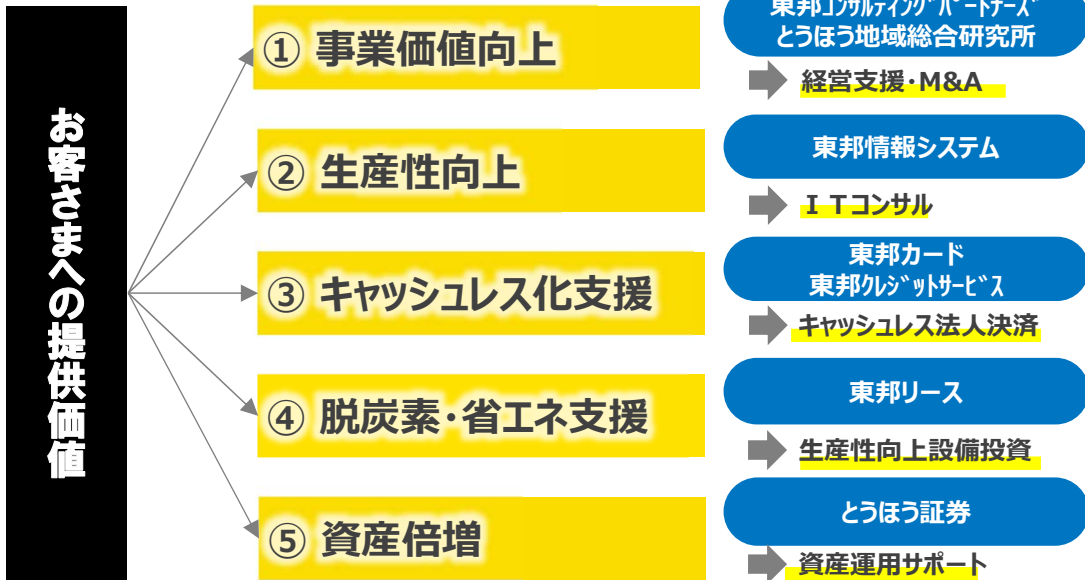 お客さまへの提供価値
① 事業価値向上
東邦ｺﾝｻﾙﾃｨﾝｸﾞﾊﾟｰﾄﾅｰｽﾞ
とうほう地域総合研究所
経営支援・M&A
② 生産性向上
東邦情報システム
ＩＴコンサル
③ キャッシュレス化支援
東邦カード
東邦ｸﾚｼﾞｯﾄｻｰﾋﾞｽ
キャッシュレス法人決済
④ 脱炭素・省エネ支援
東邦リース
生産性向上設備投資
⑤ 資産倍増
とうほう証券
資産運用サポート